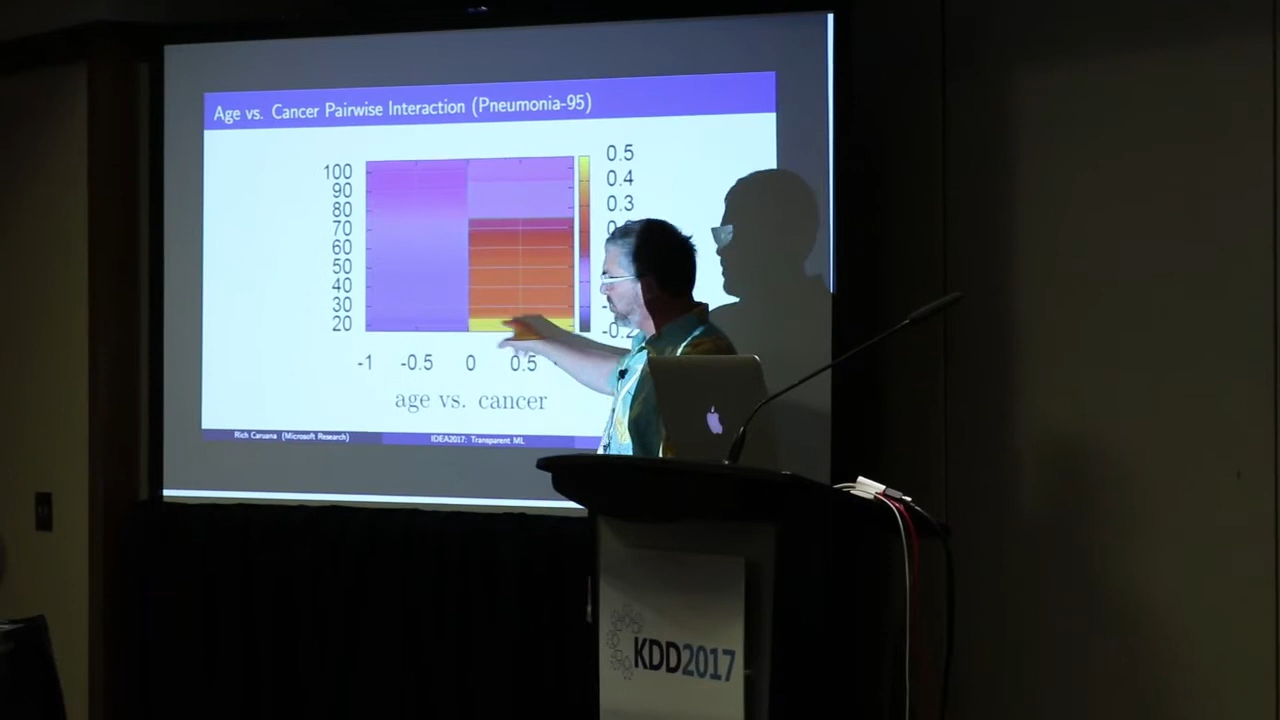 Age vs. Cancer Pairwise Interaction (Pneumonia-95)
0.5
0.4
0.3
100
90
80
70
60
50
40
30
20
-0.2
-1 -0.5 0 0.5
age vs. cancer
Rich Caruana (Microsoft Research) IDEA2017: Transparent ML
KDD2017